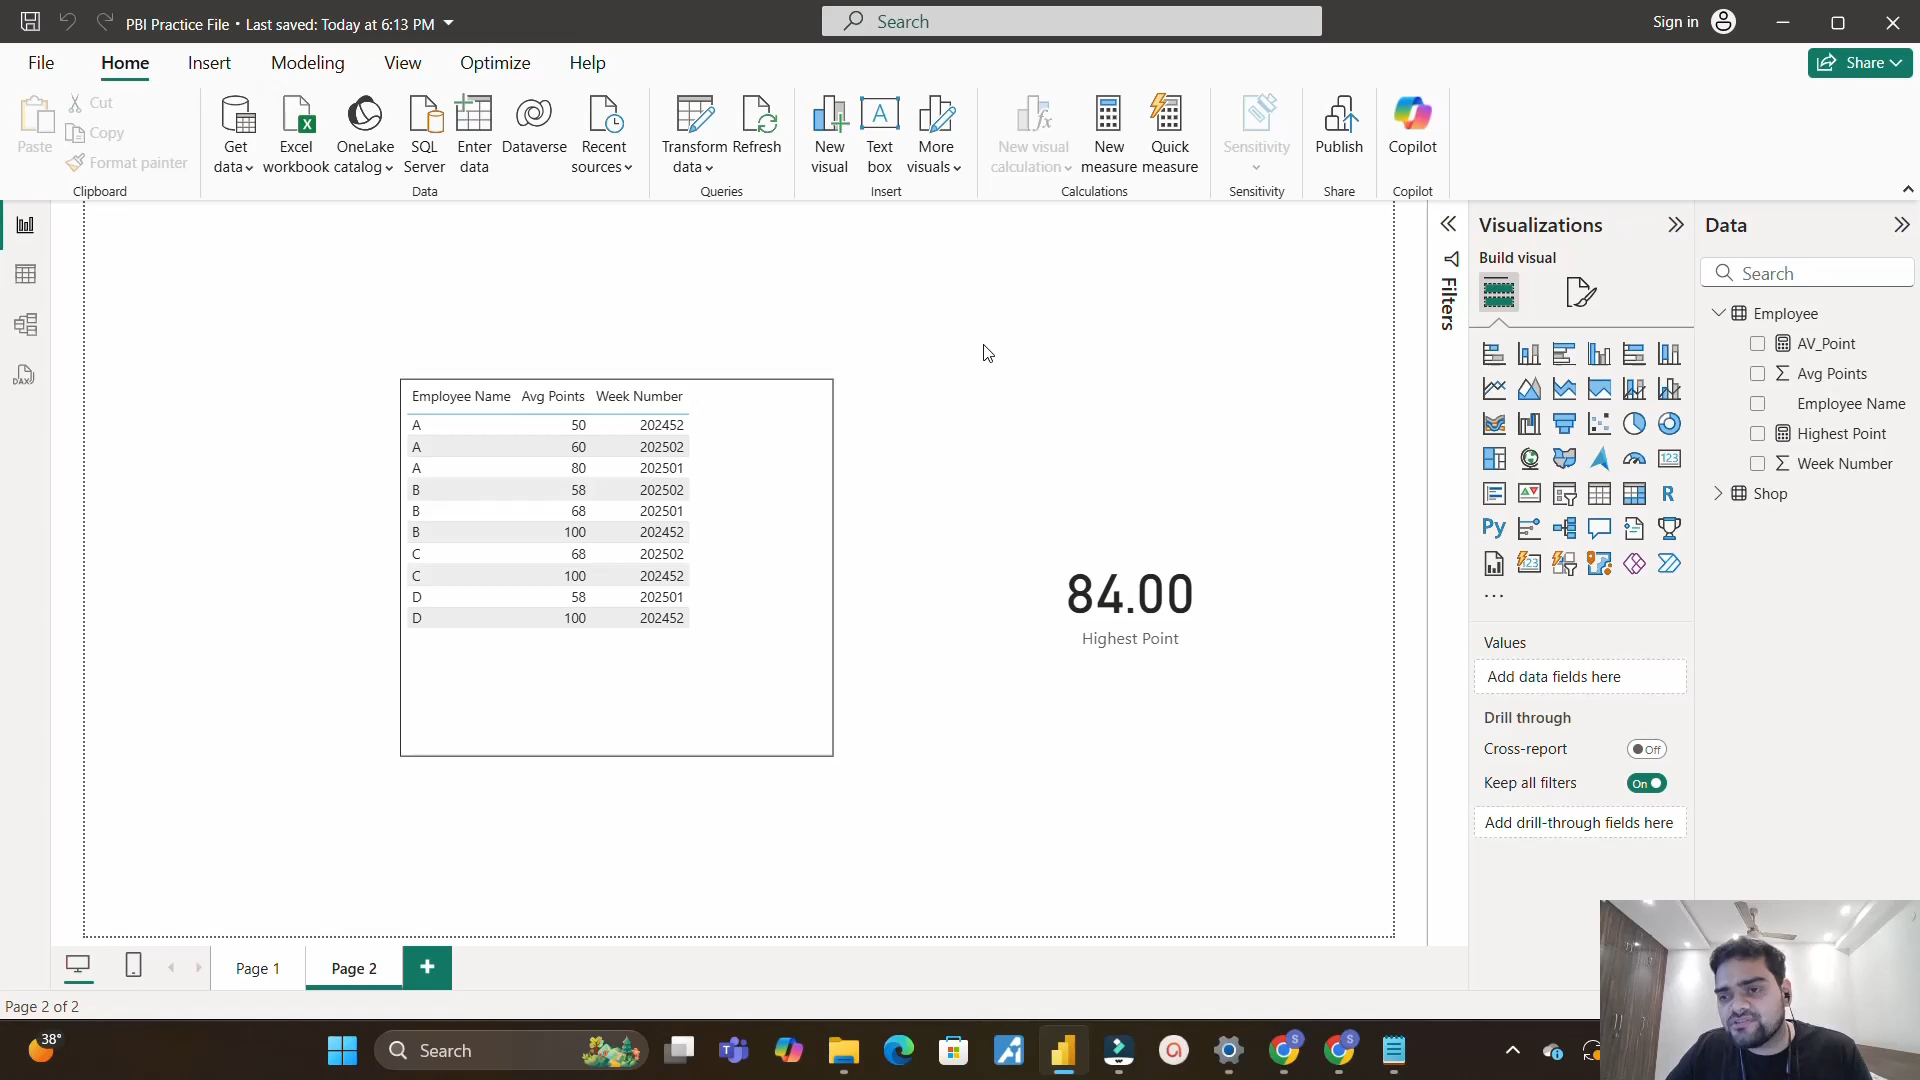 PBI Practice File • Last saved: Today at 6:13 PM
Search
Sign in
File Home Insert Modeling View Optimize Help
Share
Paste
Cut
Copy
Format painter
Clipboard
Get data
Excel workbook
OneLake catalog
SQL Server
Enter data
Dataverse
Recent sources
Data
Transform data
Refresh
Queries
New visual
Text box
More visuals
Insert
New visual calculation
New measure
Quick measure
Calculations
Sensitivity
Sensitivity
Publish
Share
Copilot
Copilot
DAX
Employee Name Avg Points Week Number
A 50 202452
A 60 202502
A 80 202501
B 58 202502
B 68 202501
B 100 202452
C 68 202502
C 100 202452
D 58 202501
D 100 202452
84.00
Highest Point
Filters
Visualizations
Build visual
123
R
Py
123
...
Values
Add data fields here
Drill through
Cross-report
Off
Keep all filters
On
Add drill-through fields here
Data
Search
Employee
AV_Point
Avg Points
Employee Name
Highest Point
Week Number
Shop
Page 1 Page 2
Page 2 of 2
38°
Search